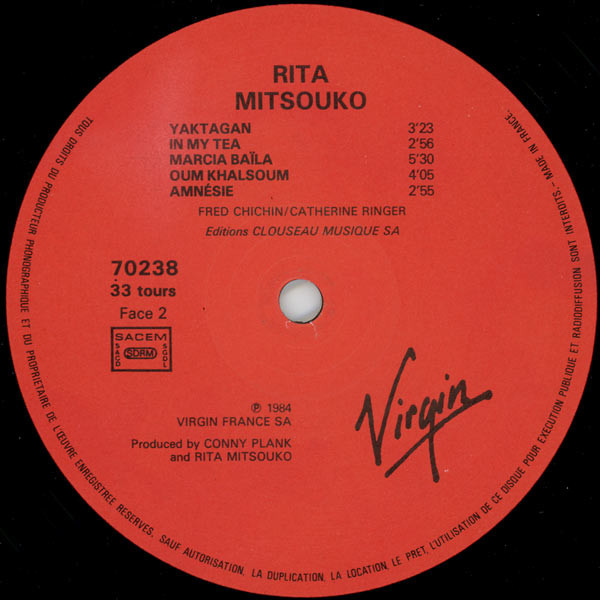 RITA
MITSOUKO
YAKTAGAN 3'23
IN MY TEA 2'56
MARCIA BAÏLA 5'30
OUM KHALSOUM 4'05
AMNÉSIE 2'55
FRED CHICHIN/CATHERINE RINGER
Editions CLOUSEAU MUSIQUE SA
70238
33 tours
Face 2
SACEM
SACD SDRM SGDL
℗ 1984
VIRGIN FRANCE SA
Produced by CONNY PLANK
and RITA MITSOUKO
Virgin
TOUS DROITS DU PRODUCTEUR PHONOGRAPHIQUE ET DU PROPRIETAIRE DE L'ŒUVRE ENREGISTREE RESERVES. SAUF AUTORISATION, LA DUPLICATION, LA LOCATION, LE PRET, L'UTILISATION DE CE DISQUE POUR EXECUTION PUBLIQUE ET RADIODIFFUSION SONT INTERDITS. – MADE IN FRANCE.